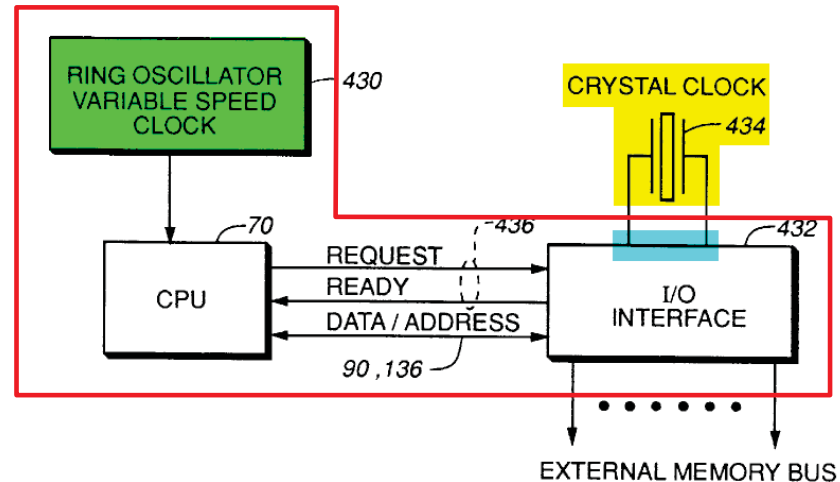 RING OSCILLATOR
VARIABLE SPEED
CLOCK
430
CRYSTAL CLOCK
434
70
436
432
CPU
REQUEST
READY
DATA / ADDRESS
90 , 136
I/O
INTERFACE
EXTERNAL MEMORY BUS